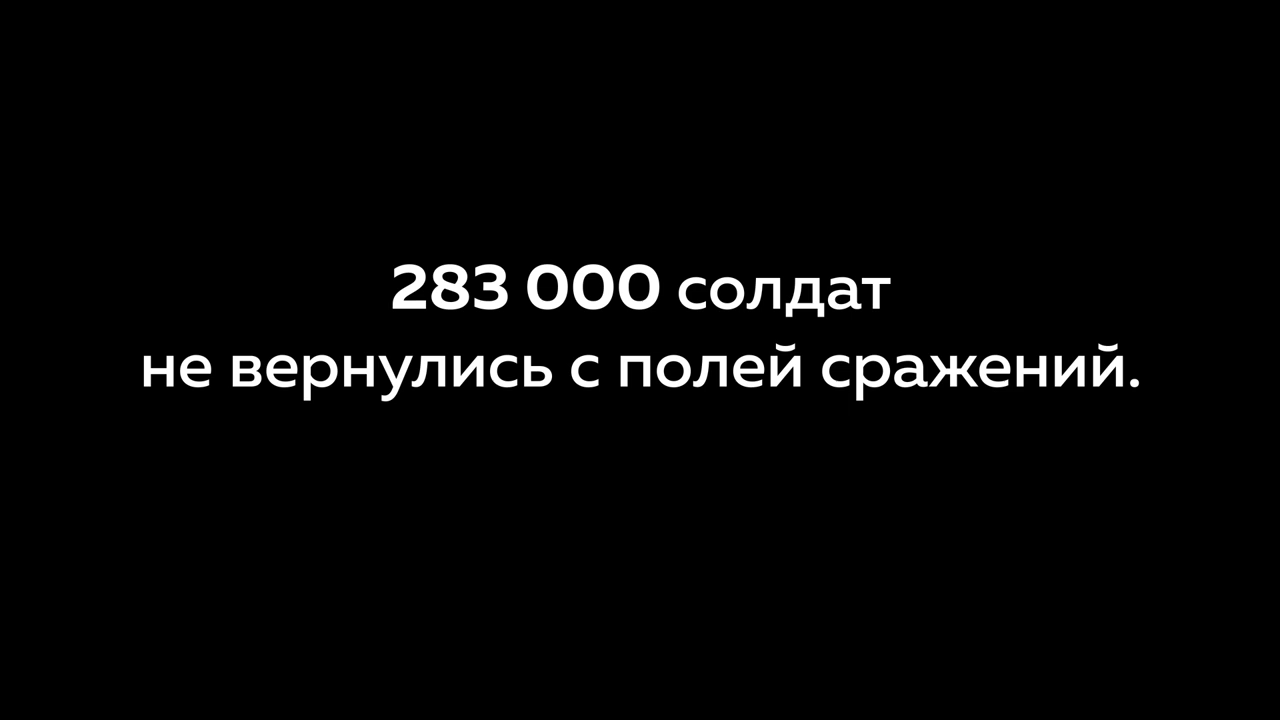 283 000 солдат
не вернулись с полей сражений.